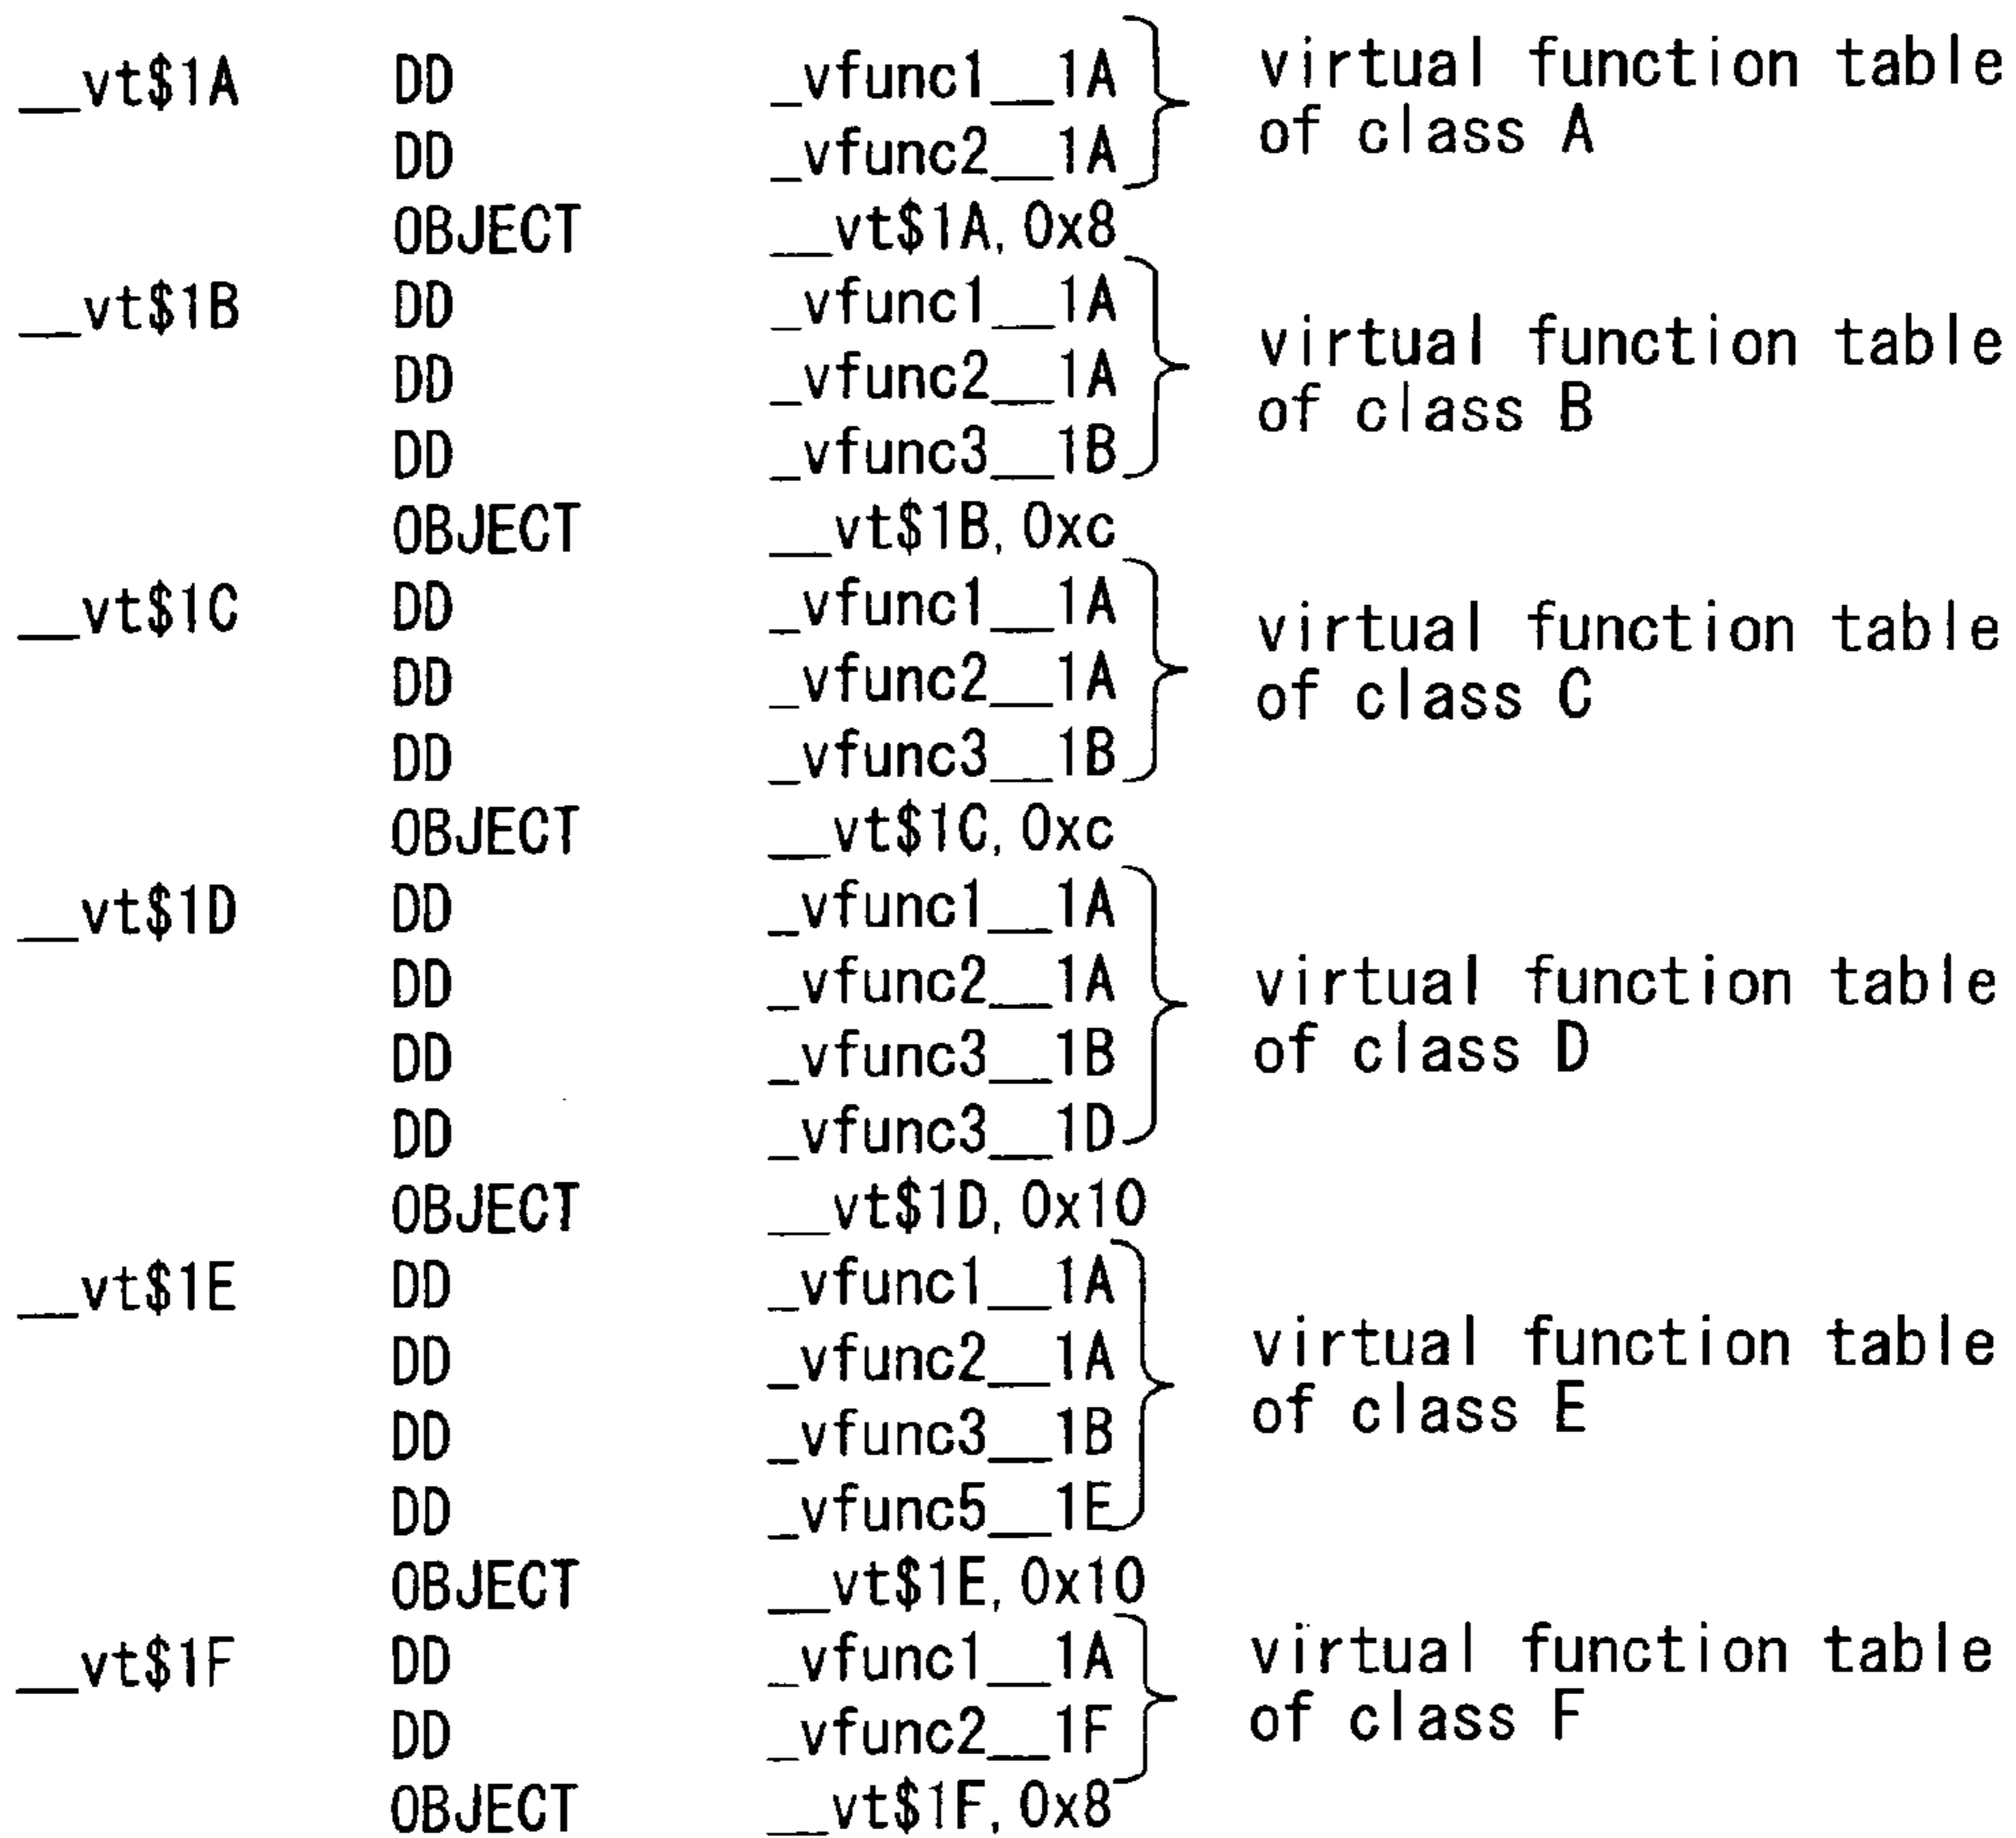 __vt$1A DD _vfunc1__1A virtual function table
DD _vfunc2__1A of class A
OBJECT __vt$1A, 0x8
__vt$1B DD _vfunc1__1A
DD _vfunc2__1A virtual function table
DD _vfunc3__1B of class B
OBJECT __vt$1B, 0xc
__vt$1C DD _vfunc1__1A virtual function table
DD _vfunc2__1A of class C
DD _vfunc3__1B
OBJECT __vt$1C, 0xc
__vt$1D DD _vfunc1__1A
DD _vfunc2__1A virtual function table
DD _vfunc3__1B of class D
DD _vfunc3__1D
OBJECT __vt$1D, 0x10
__vt$1E DD _vfunc1__1A
DD _vfunc2__1A virtual function table
DD _vfunc3__1B of class E
DD _vfunc5__1E
OBJECT __vt$1E, 0x10
__vt$1F DD _vfunc1__1A virtual function table
DD _vfunc2__1F of class F
OBJECT __vt$1F, 0x8